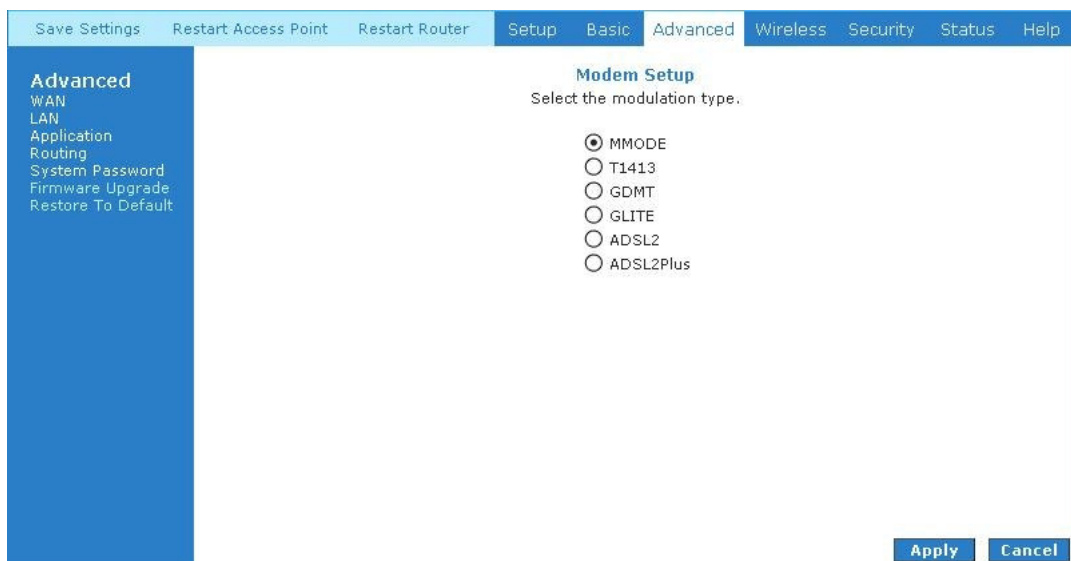 Save Settings Restart Access Point Restart Router Setup Basic Advanced Wireless Security Status Help
Advanced
WAN
LAN
Application
Routing
System Password
Firmware Upgrade
Restore To Default
Modem Setup
Select the modulation type.
MMODE
T1413
GDMT
GLITE
ADSL2
ADSL2Plus
Apply Cancel